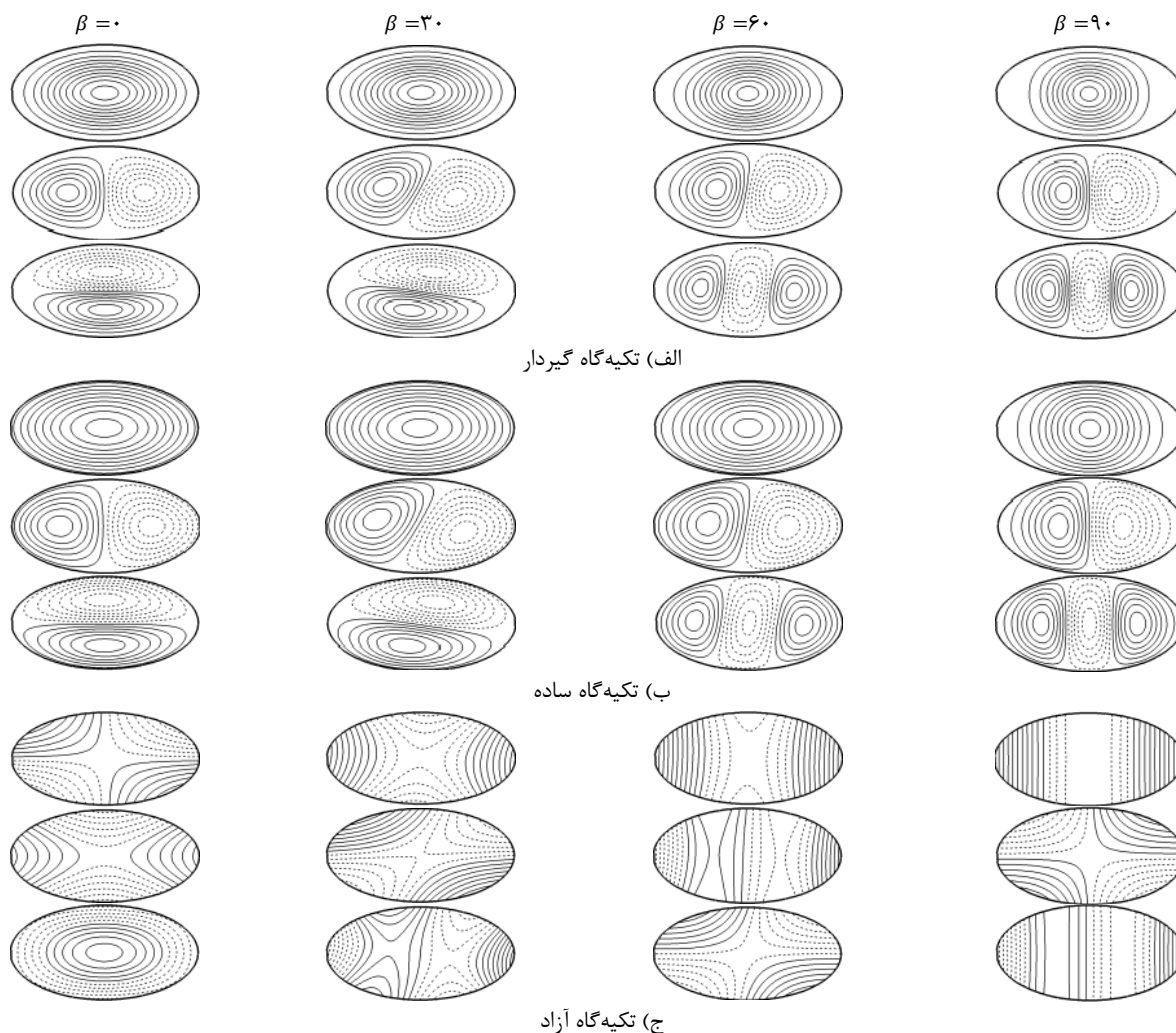 β =۰ β =۳۰ β =۶۰ β =۹۰
الف) تکیه‌گاه گیردار
ب) تکیه‌گاه ساده
ج) تکیه‌گاه آزاد